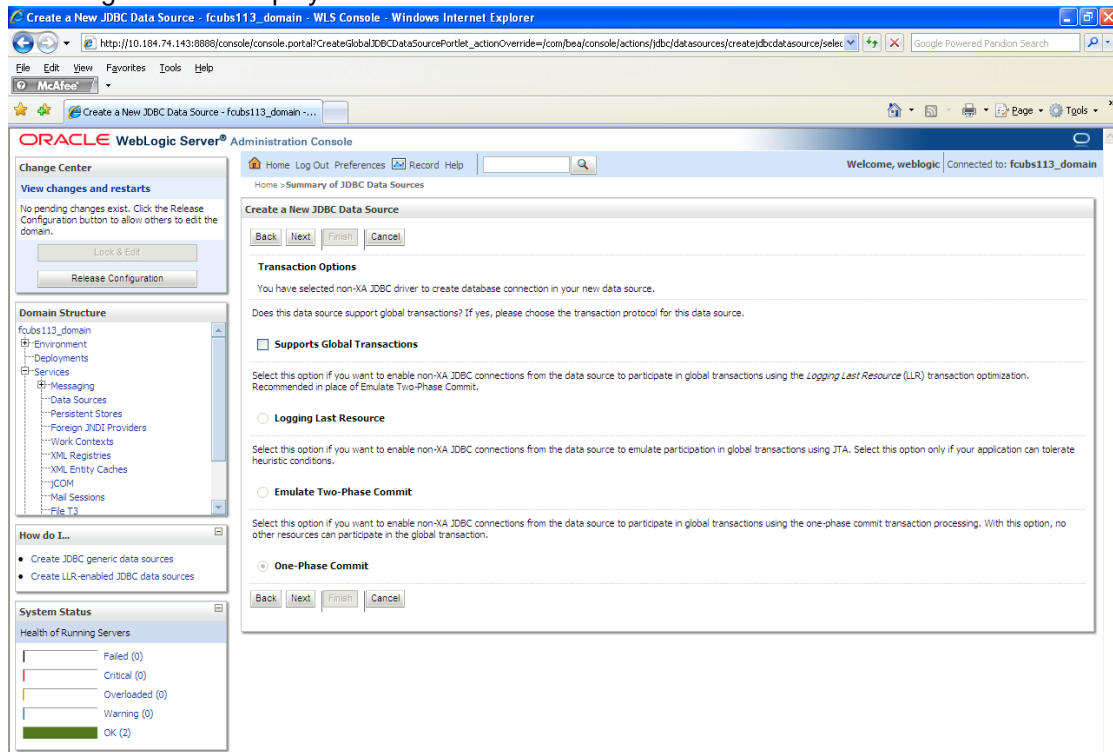 Create a New JDBC Data Source - fcubs113_domain - WLS Console - Windows Internet Explorer
http://10.184.74.143:8888/console/console.portal?CreateGlobalJDBCDataSourcePortlet_actionOverride=/com/bea/console/actions/jdbc/datasources/createjdbcdatasource/selec
Google Powered Pandion Search
File Edit View Favorites Tools Help
McAfee
Create a New JDBC Data Source - fcubs113_domain -...
Page Tools
ORACLE WebLogic Server® Administration Console
Change Center
View changes and restarts
No pending changes exist. Click the Release
Configuration button to allow others to edit the
domain.
Lock & Edit
Release Configuration
Domain Structure
fcubs113_domain
Environment
Deployments
Services
Messaging
Data Sources
Persistent Stores
Foreign JNDI Providers
Work Contexts
XML Registries
XML Entity Caches
jCOM
Mail Sessions
File T3
How do I...
Create JDBC generic data sources
Create LLR-enabled JDBC data sources
System Status
Health of Running Servers
Failed (0)
Critical (0)
Overloaded (0)
Warning (0)
OK (2)
Home Log Out Preferences Record Help
Welcome, weblogic Connected to: fcubs113_domain
Home >Summary of JDBC Data Sources
Create a New JDBC Data Source
Back Next Finish Cancel
Transaction Options
You have selected non-XA JDBC driver to create database connection in your new data source.
Does this data source support global transactions? If yes, please choose the transaction protocol for this data source.
Supports Global Transactions
Select this option if you want to enable non-XA JDBC connections from the data source to participate in global transactions using the Logging Last Resource (LLR) transaction optimization.
Recommended in place of Emulate Two-Phase Commit.
Logging Last Resource
Select this option if you want to enable non-XA JDBC connections from the data source to emulate participation in global transactions using JTA. Select this option only if your application can tolerate
heuristic conditions.
Emulate Two-Phase Commit
Select this option if you want to enable non-XA JDBC connections from the data source to participate in global transactions using the one-phase commit transaction processing. With this option, no
other resources can participate in the global transaction.
One-Phase Commit
Back Next Finish Cancel